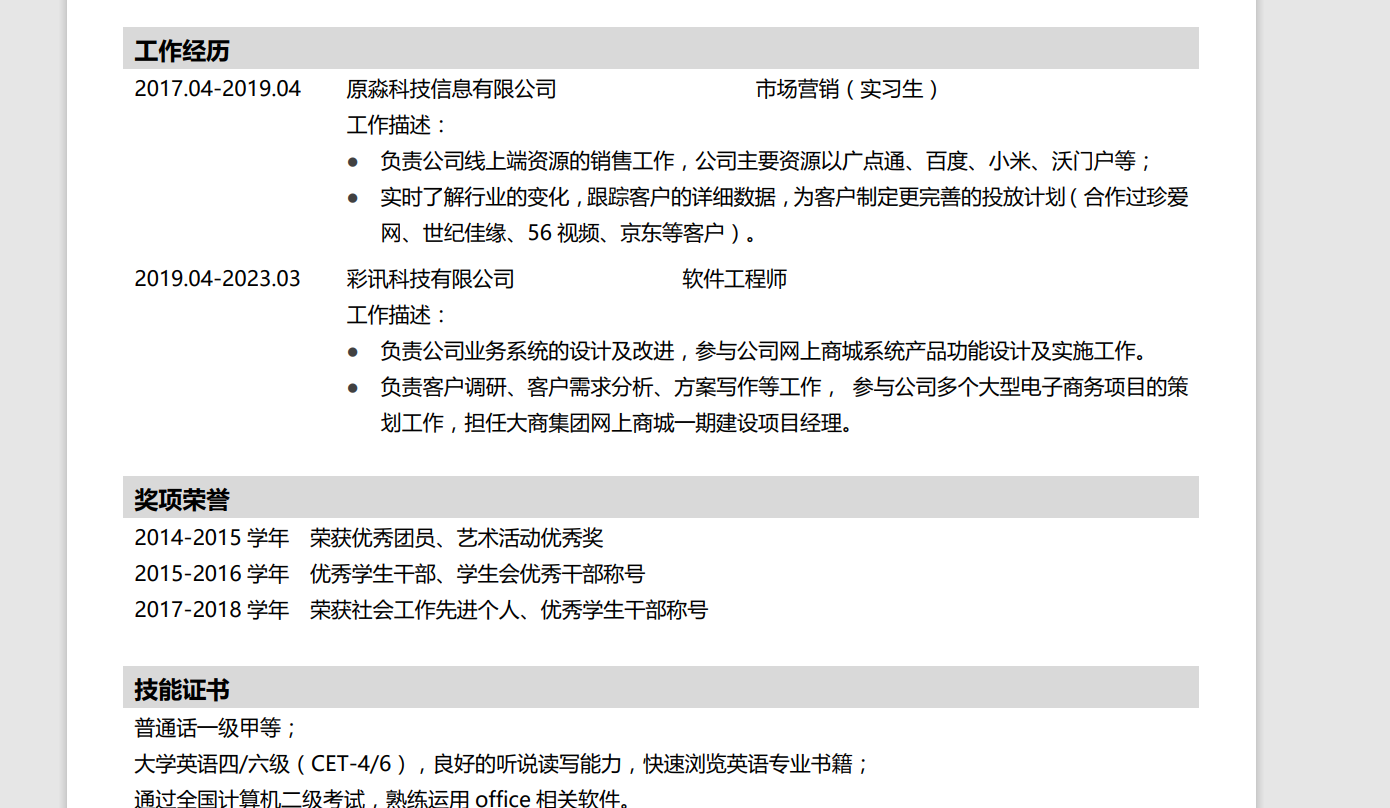 工作经历
2017.04-2019.04 原淼科技信息有限公司 市场营销（实习生）
工作描述：
● 负责公司线上端资源的销售工作，公司主要资源以广点通、百度、小米、沃门户等；
● 实时了解行业的变化，跟踪客户的详细数据，为客户制定更完善的投放计划（合作过珍爱
网、世纪佳缘、56 视频、京东等客户）。
2019.04-2023.03 彩讯科技有限公司 软件工程师
工作描述：
● 负责公司业务系统的设计及改进，参与公司网上商城系统产品功能设计及实施工作。
● 负责客户调研、客户需求分析、方案写作等工作， 参与公司多个大型电子商务项目的策
划工作，担任大商集团网上商城一期建设项目经理。
奖项荣誉
2014-2015 学年 荣获优秀团员、艺术活动优秀奖
2015-2016 学年 优秀学生干部、学生会优秀干部称号
2017-2018 学年 荣获社会工作先进个人、优秀学生干部称号
技能证书
普通话一级甲等；
大学英语四/六级（CET-4/6），良好的听说读写能力，快速浏览英语专业书籍；
通过全国计算机二级考试，熟练运用 office 相关软件。